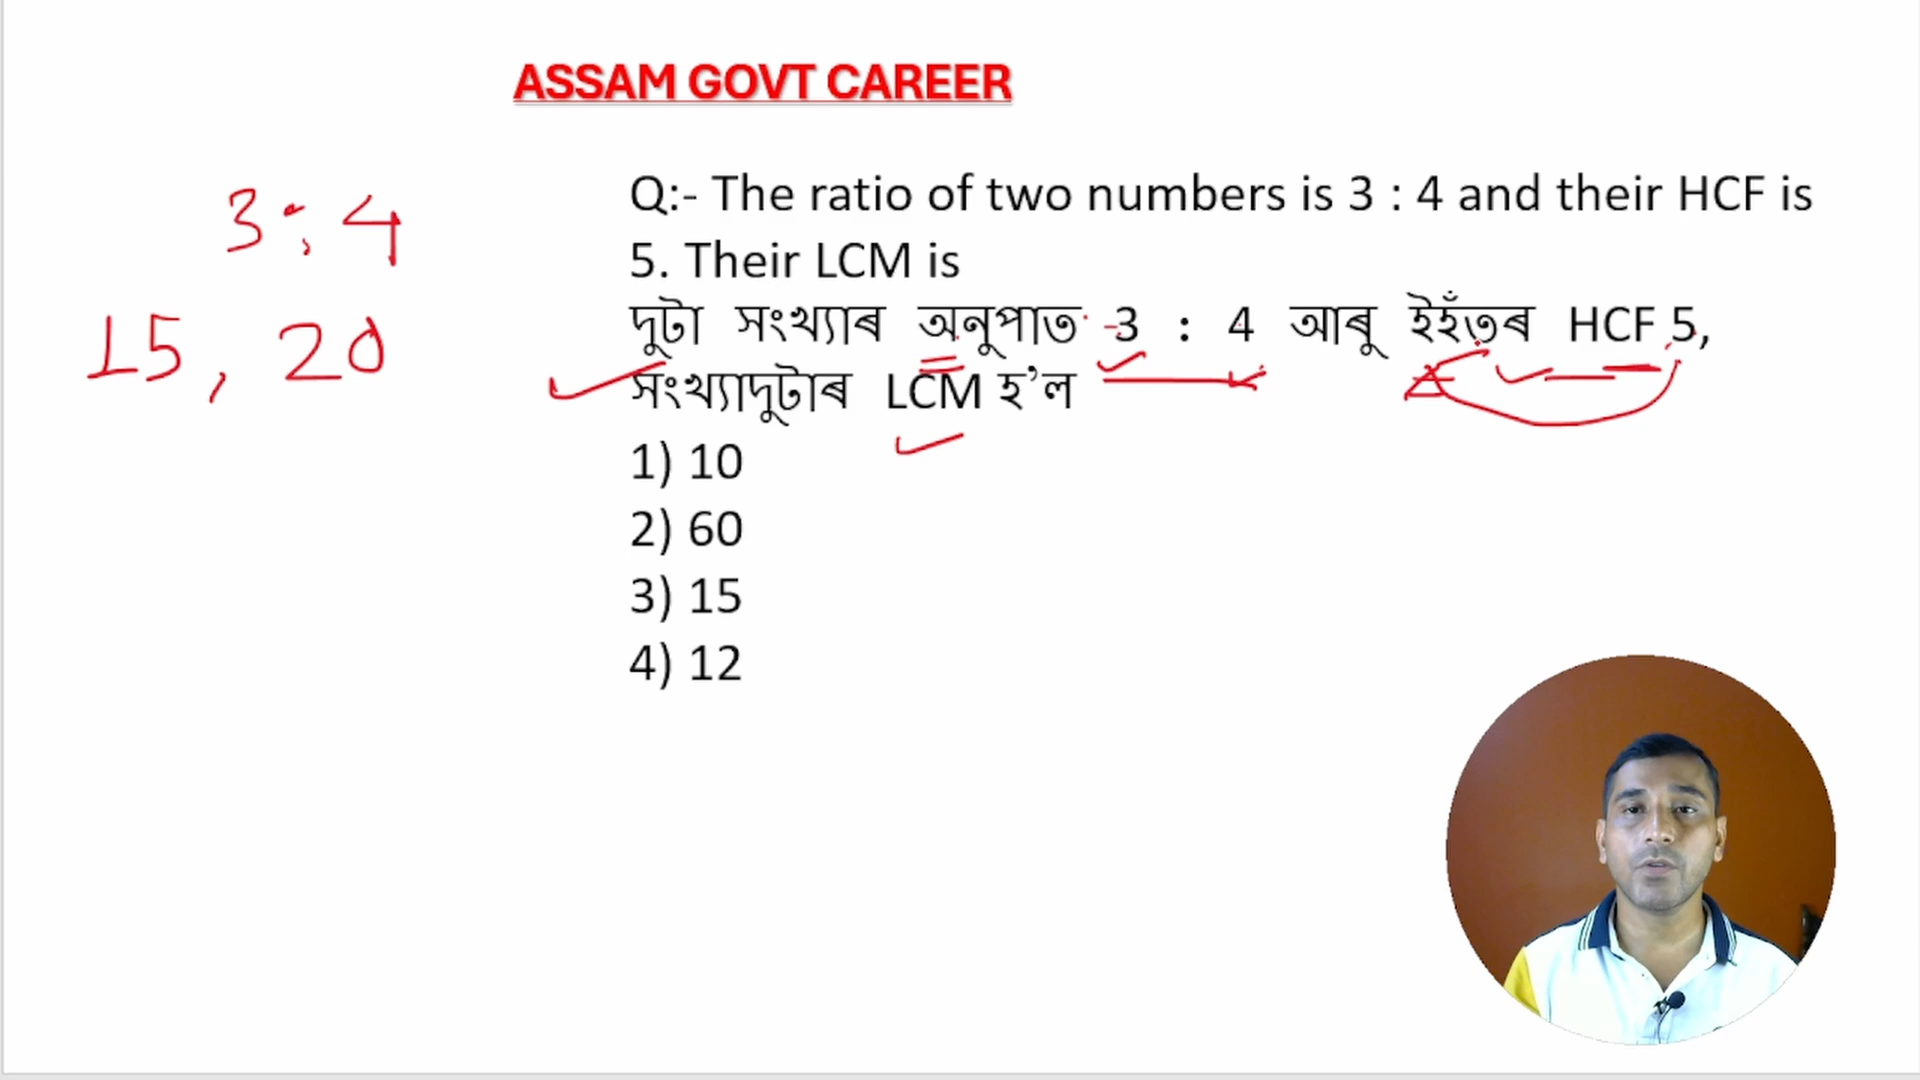 ASSAM GOVT CAREER
3 : 4
15, 20
Q:- The ratio of two numbers is 3 : 4 and their HCF is
5. Their LCM is
দুটা সংখ্যাৰ অনুপাত 3 : 4 আৰু ইহঁতৰ HCF 5,
সংখ্যাদুটাৰ LCM হ’ল
1) 10
2) 60
3) 15
4) 12